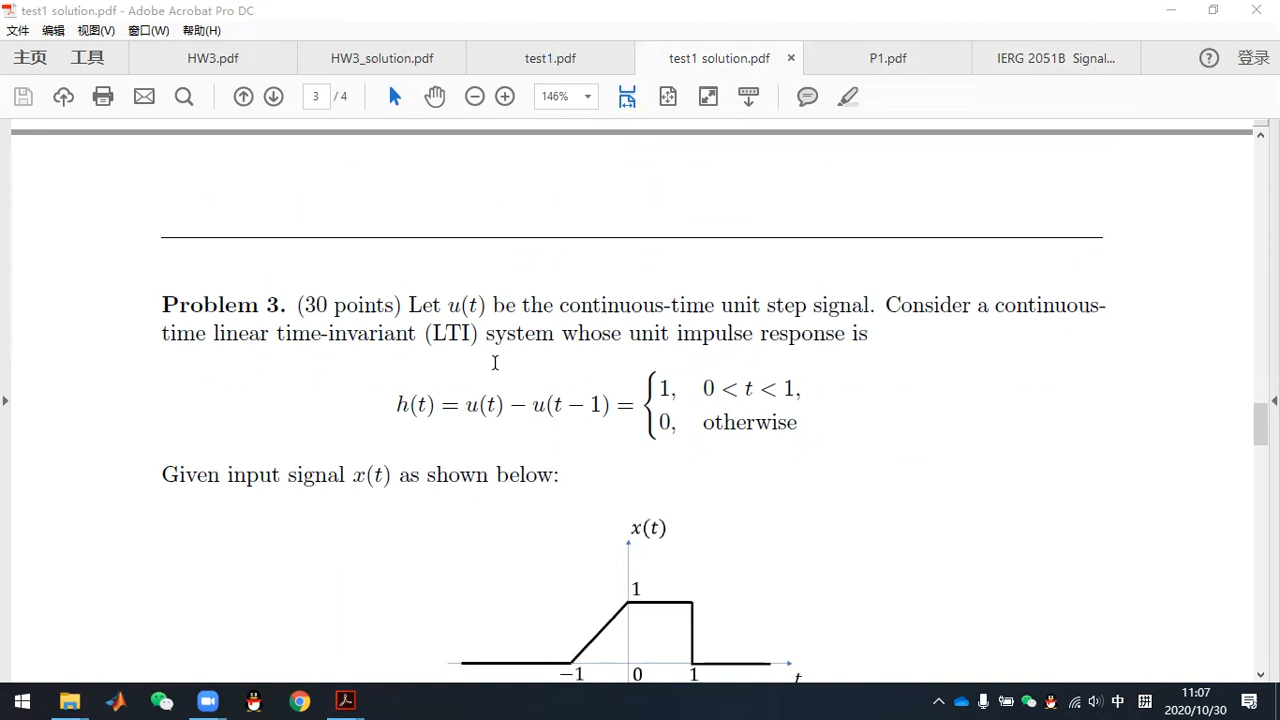 test1 solution.pdf - Adobe Acrobat Pro DC
文件 编辑 视图(V) 窗口(W) 帮助(H)
主页 工具 HW3.pdf HW3_solution.pdf test1.pdf test1 solution.pdf × P1.pdf IERG 2051B Signal... 登录
3 / 4 146%
Problem 3. (30 points) Let u(t) be the continuous-time unit step signal. Consider a continuous-
time linear time-invariant (LTI) system whose unit impulse response is
h(t) = u(t) − u(t − 1) = { 1, 0 < t < 1,
0, otherwise
Given input signal x(t) as shown below:
x(t)
1
−1 0 1 t
中 拼 11:07
2020/10/30